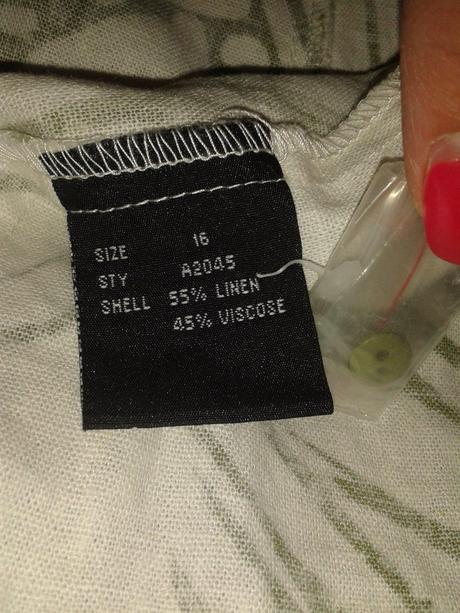 SIZE 16
STY A2045
SHELL 55% LINEN
45% VISCOSE